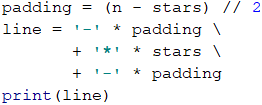 padding = (n - stars) // 2
line = '-' * padding \
+ '*' * stars \
+ '-' * padding
print(line)